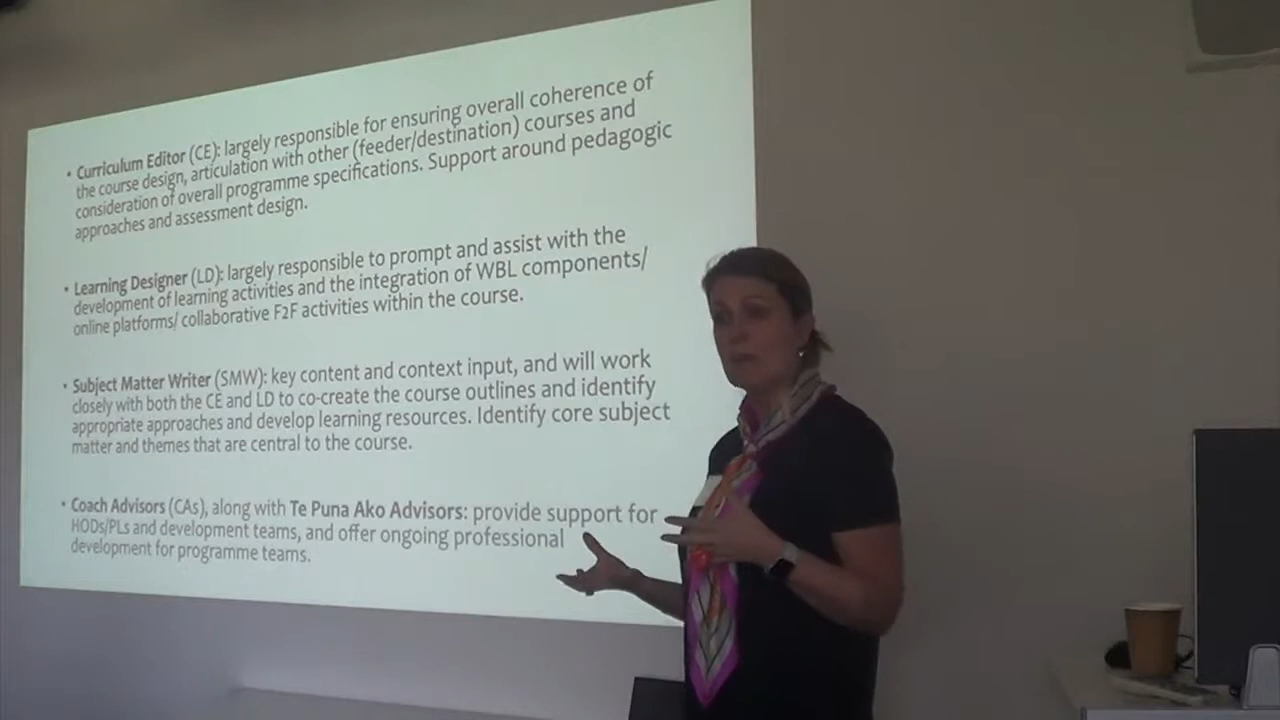 • Curriculum Editor (CE): largely responsible for ensuring overall coherence of
the course design, articulation with other (feeder/destination) courses and
consideration of overall programme specifications. Support around pedagogic
approaches and assessment design.
• Learning Designer (LD): largely responsible to prompt and assist with the
development of learning activities and the integration of WBL components/
online platforms/ collaborative F2F activities within the course.
• Subject Matter Writer (SMW): key content and context input, and will work
closely with both the CE and LD to co-create the course outlines and identify
appropriate approaches and develop learning resources. Identify core subject
matter and themes that are central to the course.
• Coach Advisors (CAs), along with Te Puna Ako Advisors: provide support for
HODs/PLs and development teams, and offer ongoing professional
development for programme teams.